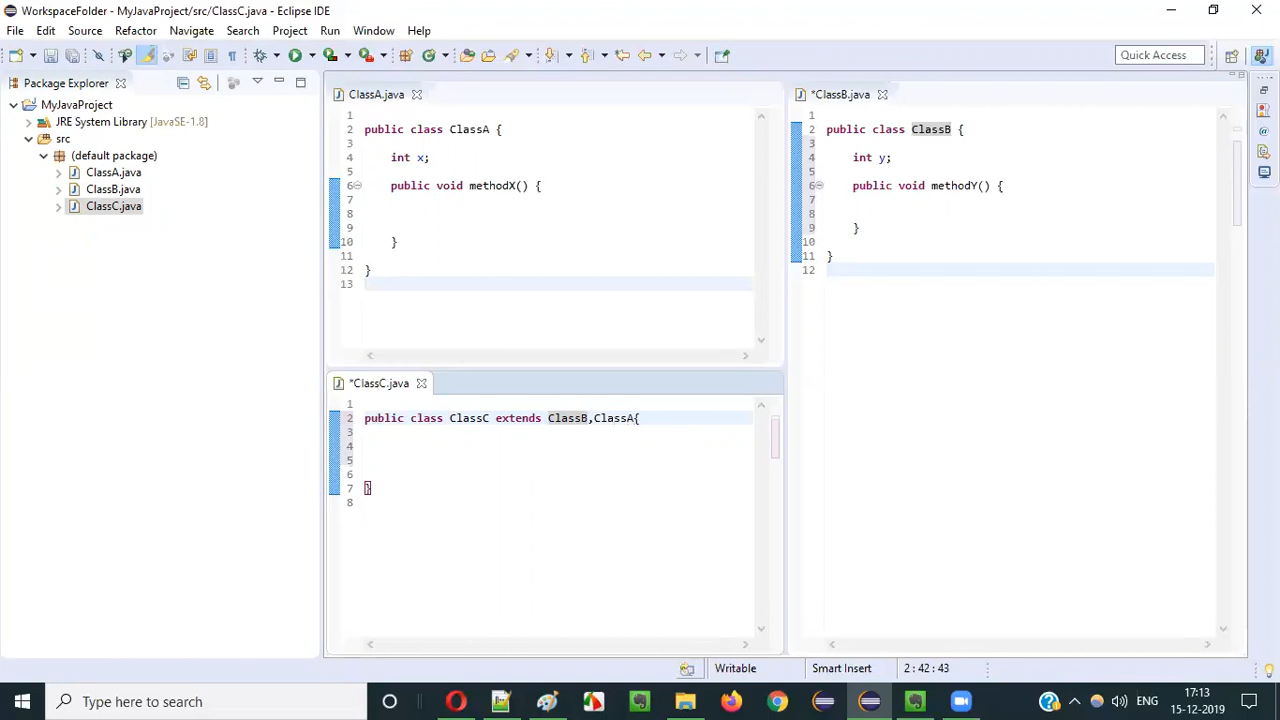 WorkspaceFolder - MyJavaProject/src/ClassC.java - Eclipse IDE
File Edit Source Refactor Navigate Search Project Run Window Help
Quick Access
Package Explorer
MyJavaProject
JRE System Library [JavaSE-1.8]
src
(default package)
ClassA.java
ClassB.java
ClassC.java
ClassA.java
1
2 public class ClassA {
3
4 int x;
5
6 public void methodX() {
7
8
9
10 }
11
12 }
13
*ClassB.java
1
2 public class ClassB {
3
4 int y;
5
6 public void methodY() {
7
8
9 }
10
11 }
12
*ClassC.java
1
2 public class ClassC extends ClassB,ClassA{
3
4
5
6
7 }
8
Writable Smart Insert 2 : 42 : 43
Type here to search
ENG
17:13
15-12-2019